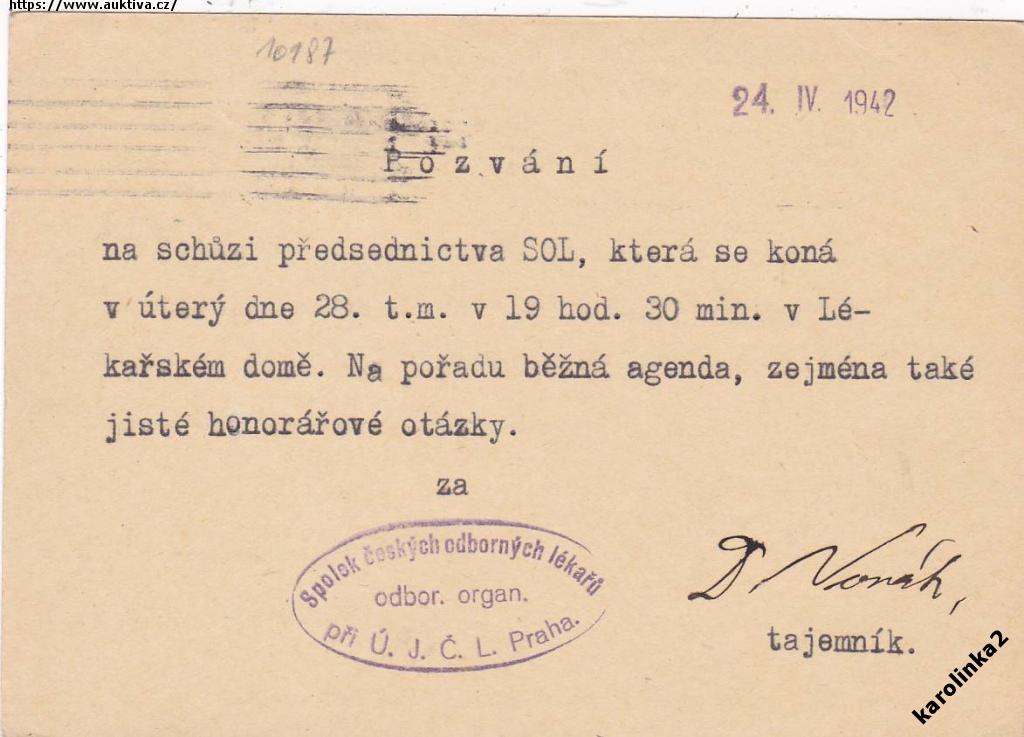 https://www.auktiva.cz/
10187
24. IV. 1942
Pozvání
na schůzi předsednictva SOL, která se koná
v úterý dne 28. t.m. v 19 hod. 30 min. v Lé-
kařském domě. Na pořadu běžná agenda, zejména také
jisté honorářové otázky.
za
Spolek českých odborných lékařů
odbor. organ.
při Ú. J. Č. L. Praha.
D. Novák,
tajemník.
karolinka2